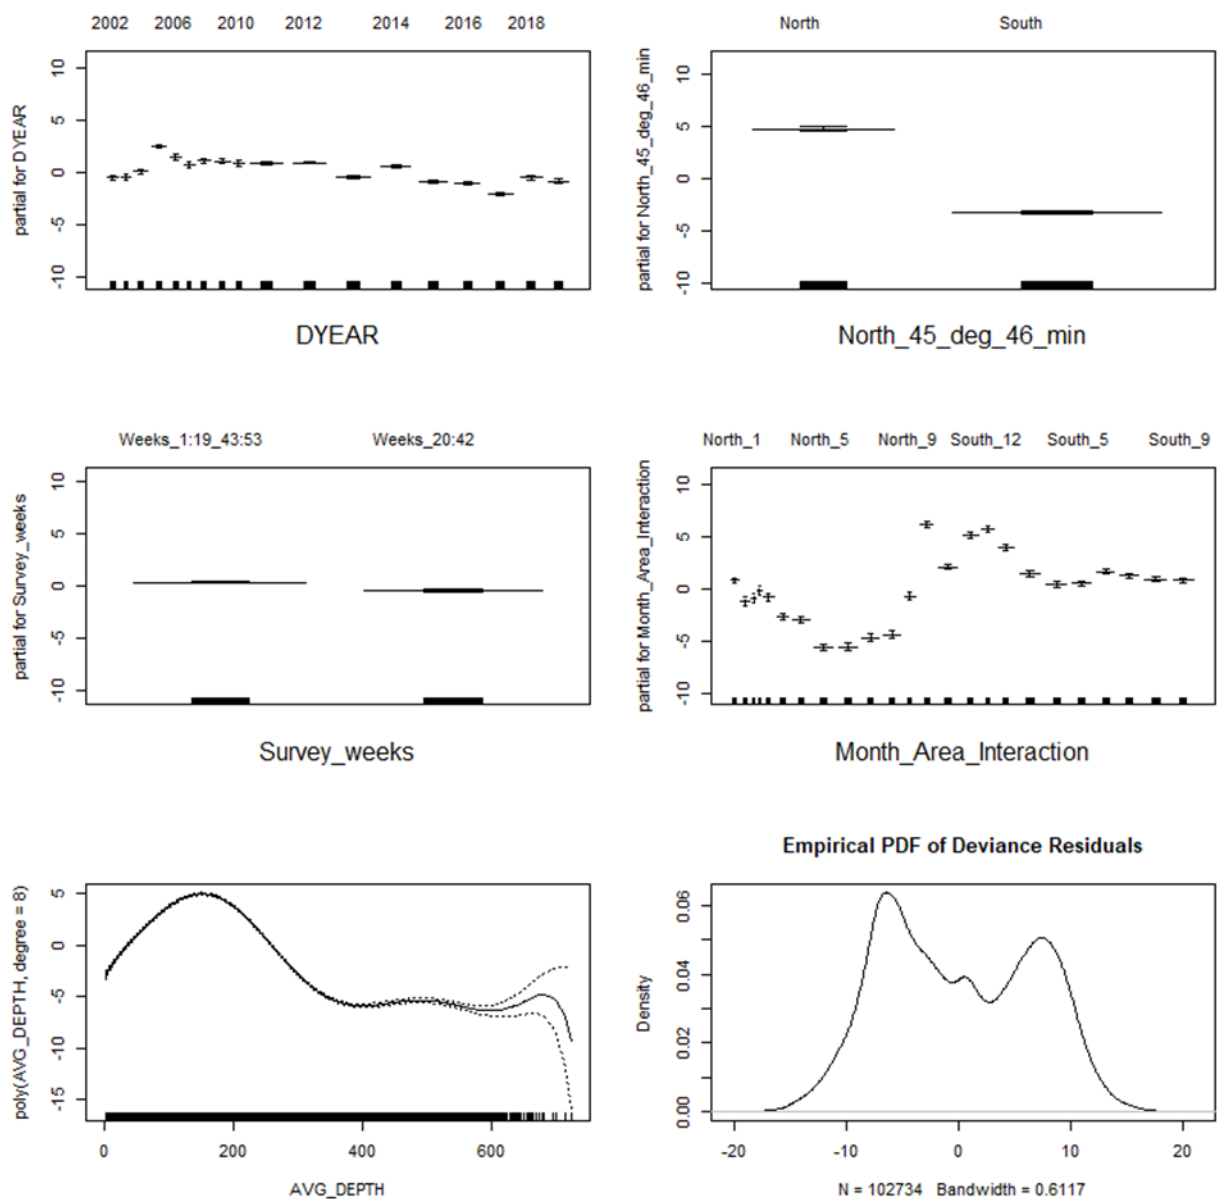 2002 2006 2010 2012 2014 2016 2018
10
5
0
-5
-10
partial for DYEAR
DYEAR
North South
10
5
0
-5
-10
partial for North_45_deg_46_min
North_45_deg_46_min
Weeks_1:19_43:53 Weeks_20:42
10
5
0
-5
-10
partial for Survey_weeks
Survey_weeks
North_1 North_5 North_9 South_12 South_5 South_9
10
5
0
-5
-10
partial for Month_Area_Interaction
Month_Area_Interaction
5
0
-5
-10
-15
poly(AVG_DEPTH, degree = 8)
0 200 400 600
AVG_DEPTH
Empirical PDF of Deviance Residuals
0.06
0.04
0.02
0.00
Density
-20 -10 0 10 20
N = 102734 Bandwidth = 0.6117